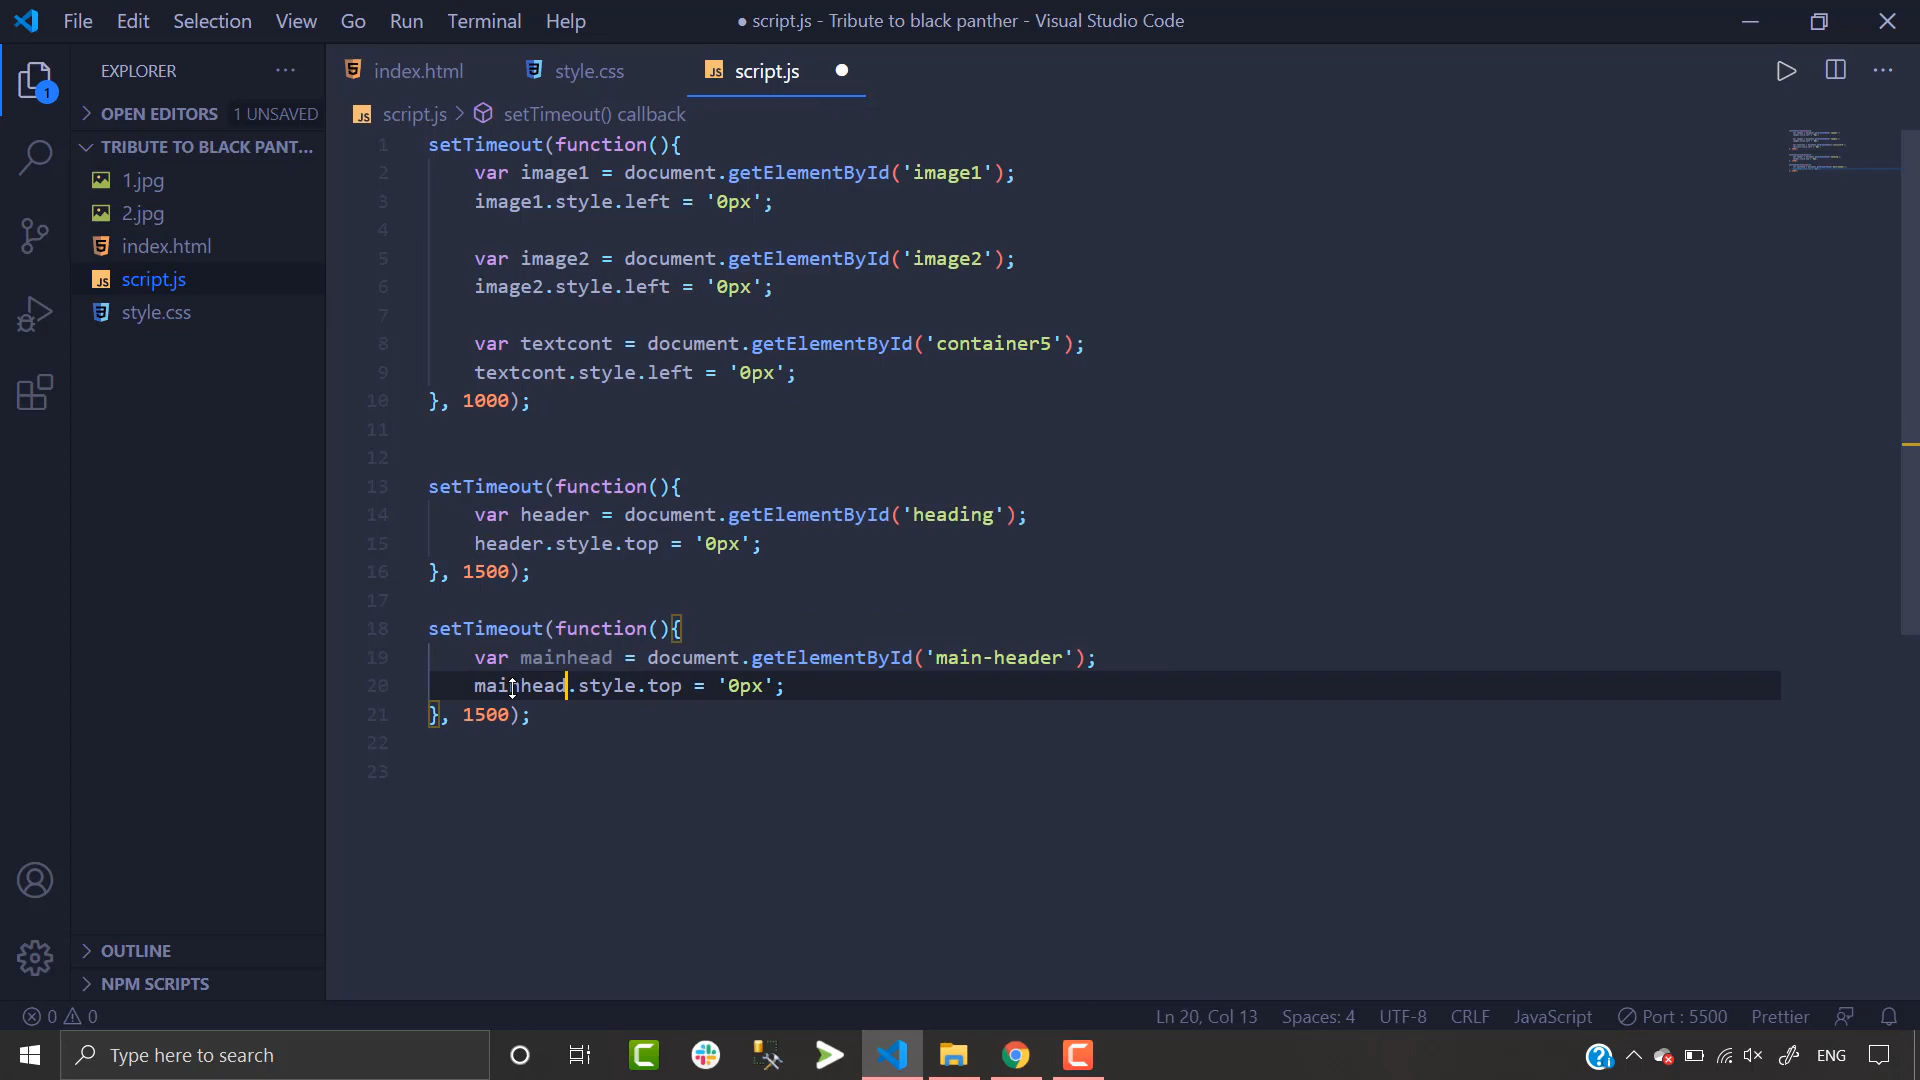 File Edit Selection View Go Run Terminal Help
● script.js - Tribute to black panther - Visual Studio Code
EXPLORER
1
OPEN EDITORS 1 UNSAVED
TRIBUTE TO BLACK PANT...
1.jpg
2.jpg
index.html
JS script.js
style.css
OUTLINE
NPM SCRIPTS
index.html
style.css
JS script.js
JS script.js > setTimeout() callback
1 setTimeout(function(){
2 var image1 = document.getElementById('image1');
3 image1.style.left = '0px';
4
5 var image2 = document.getElementById('image2');
6 image2.style.left = '0px';
7
8 var textcont = document.getElementById('container5');
9 textcont.style.left = '0px';
10 }, 1000);
11
12
13 setTimeout(function(){
14 var header = document.getElementById('heading');
15 header.style.top = '0px';
16 }, 1500);
17
18 setTimeout(function(){
19 var mainhead = document.getElementById('main-header');
20 mainhead.style.top = '0px';
21 }, 1500);
22
23
0 0
Ln 20, Col 13 Spaces: 4 UTF-8 CRLF JavaScript Port : 5500 Prettier
Type here to search
ENG